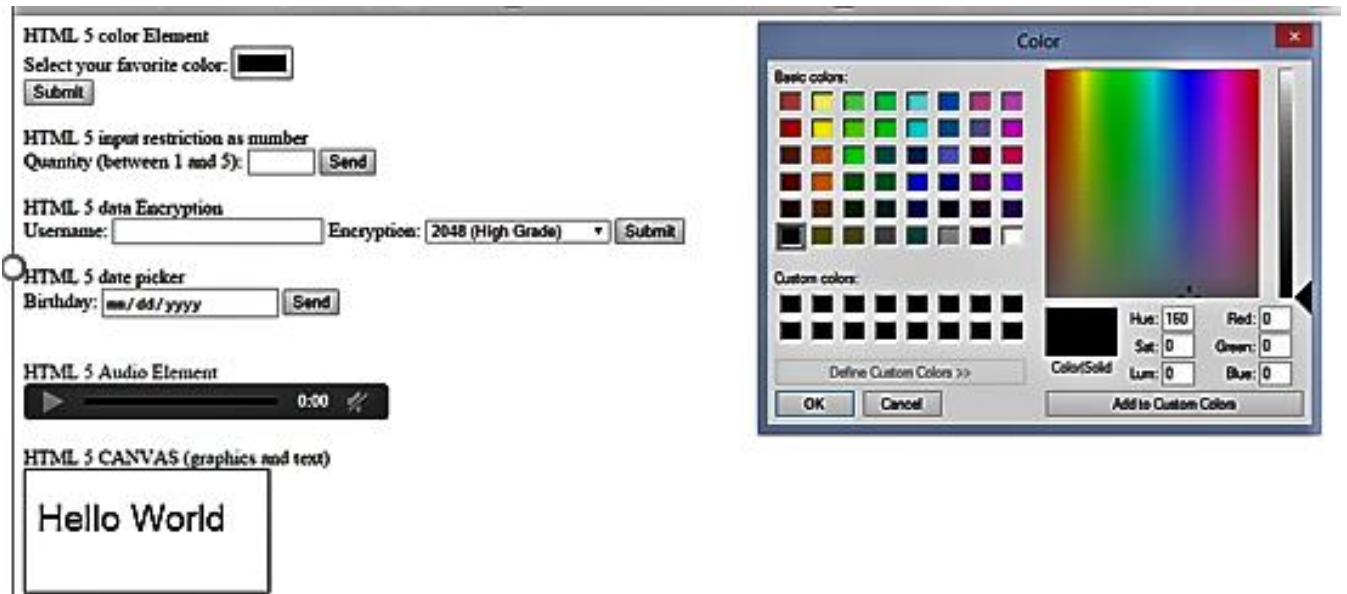 HTML 5 color Element
Select your favorite color:
Submit
HTML 5 input restriction as number
Quantity (between 1 and 5): Send
HTML 5 data Encryption
Username: Encryption: 2048 (High Grade) Submit
HTML 5 date picker
Birthday: mm/dd/yyyy Send
HTML 5 Audio Element
0:00
HTML 5 CANVAS (graphics and text)
Hello World
Color
Basic colors:
Custom colors:
Define Custom Colors >>
OK Cancel
Color|Solid
Hue: 160 Red: 0
Sat: 0 Green: 0
Lum: 0 Blue: 0
Add to Custom Colors